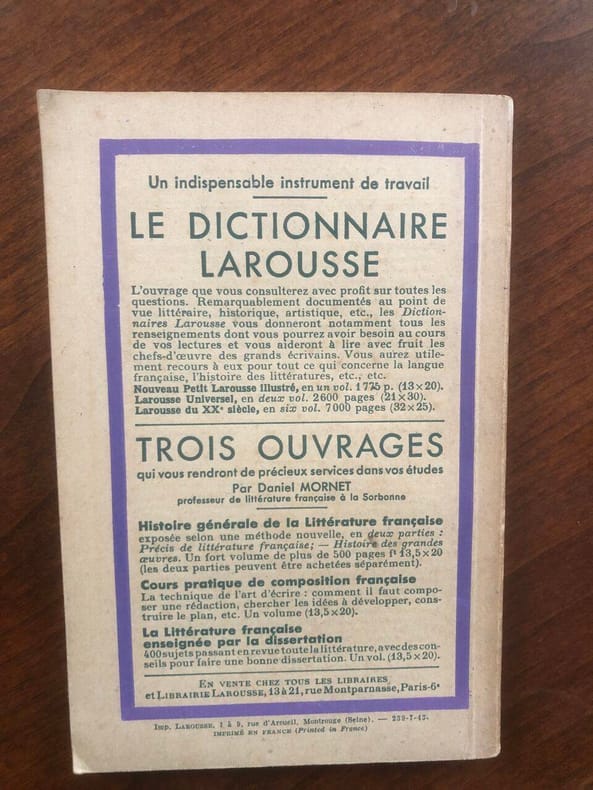 Un indispensable instrument de travail
LE DICTIONNAIRE
LAROUSSE
L'ouvrage que vous consulterez avec profit sur toutes les
questions. Remarquablement documentés au point de
vue littéraire, historique, artistique, etc., les Diction-
naires Larousse vous donneront notamment tous les
renseignements dont vous pourrez avoir besoin au cours
de vos lectures et vous aideront à lire avec fruit les
chefs-d'œuvre des grands écrivains. Vous aurez utile-
ment recours à eux pour tout ce qui concerne la langue
française, l'histoire des littératures, etc., etc.
Nouveau Petit Larousse Illustré, en un vol. 1775 p. (13×20).
Larousse Universel, en deux vol. 2600 pages (21×30).
Larousse du XXe siècle, en six vol. 7000 pages (32×25).
TROIS OUVRAGES
qui vous rendront de précieux services dans vos études
Par Daniel MORNET
professeur de littérature française à la Sorbonne
Histoire générale de la Littérature française
exposée selon une méthode nouvelle, en deux parties :
Précis de littérature française; — Histoire des grandes
œuvres. Un fort volume de plus de 500 pages 13,5×20
(les deux parties peuvent être achetées séparément).
Cours pratique de composition française
La technique de l'art d'écrire : comment il faut compo-
ser une rédaction, chercher les idées à développer, cons-
truire le plan, etc. Un volume (13,5×20).
La Littérature française
enseignée par la dissertation
400 sujets passant en revue toute la littérature, avec des con-
seils pour faire une bonne dissertation. Un vol. (13,5×20).
EN VENTE CHEZ TOUS LES LIBRAIRES
et LIBRAIRIE LAROUSSE, 13 à 21, rue Montparnasse, Paris-6e
Imp. LAROUSSE, 1 à 9, rue d'Arcueil, Montrouge (Seine). — 239-7-45.
IMPRIMÉ EN FRANCE (Printed in France)